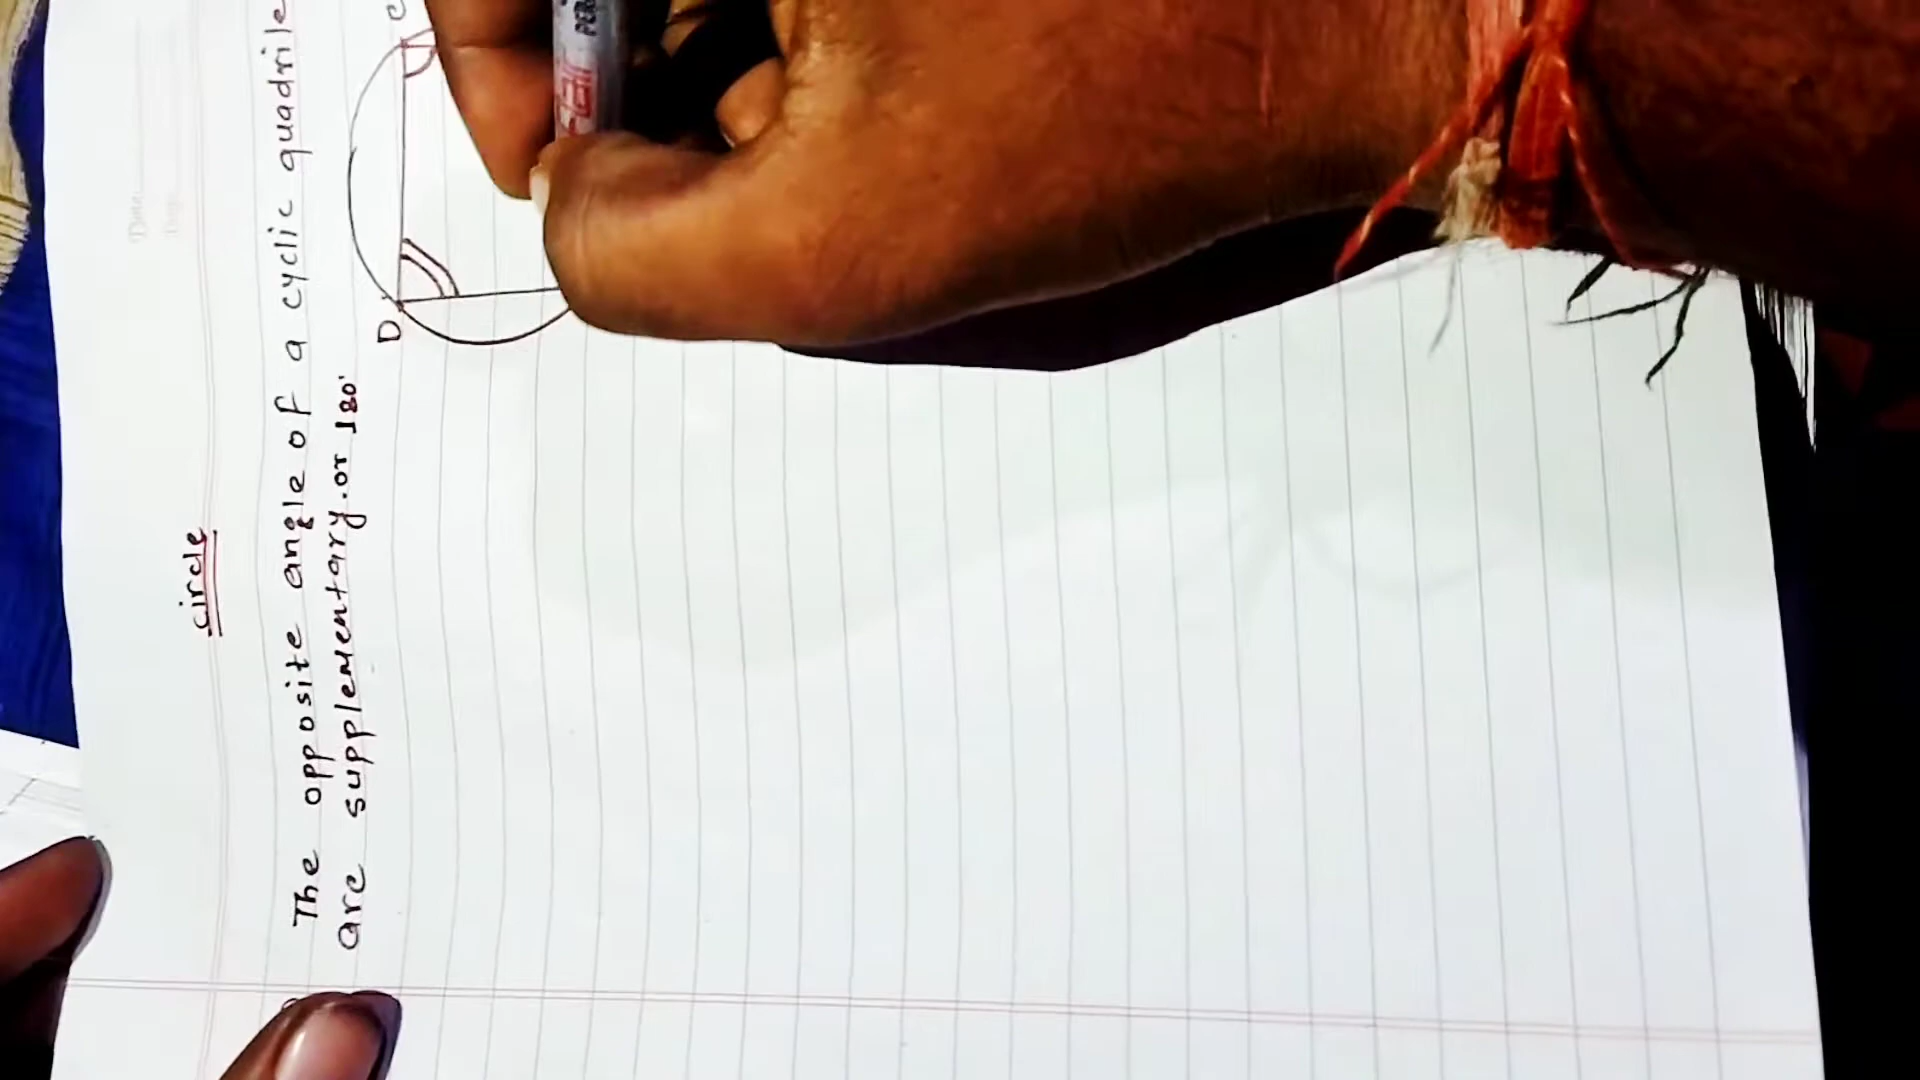 circle
The opposite angle of a cyclic quadrile
are supplementary. or 180°
D
C